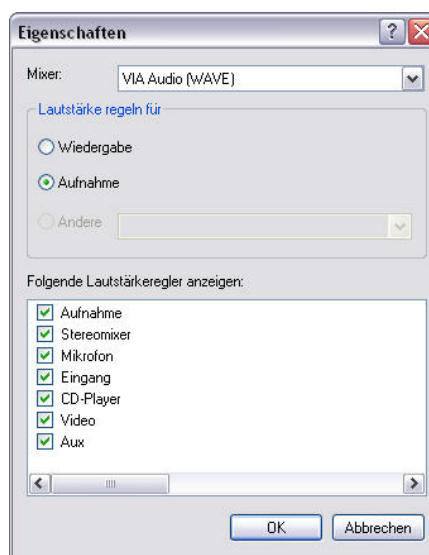 Eigenschaften
Mixer: VIA Audio (WAVE)
Lautstärke regeln für
Wiedergabe
Aufnahme
Andere
Folgende Lautstärkeregler anzeigen:
Aufnahme
Stereomixer
Mikrofon
Eingang
CD-Player
Video
Aux
OK Abbrechen